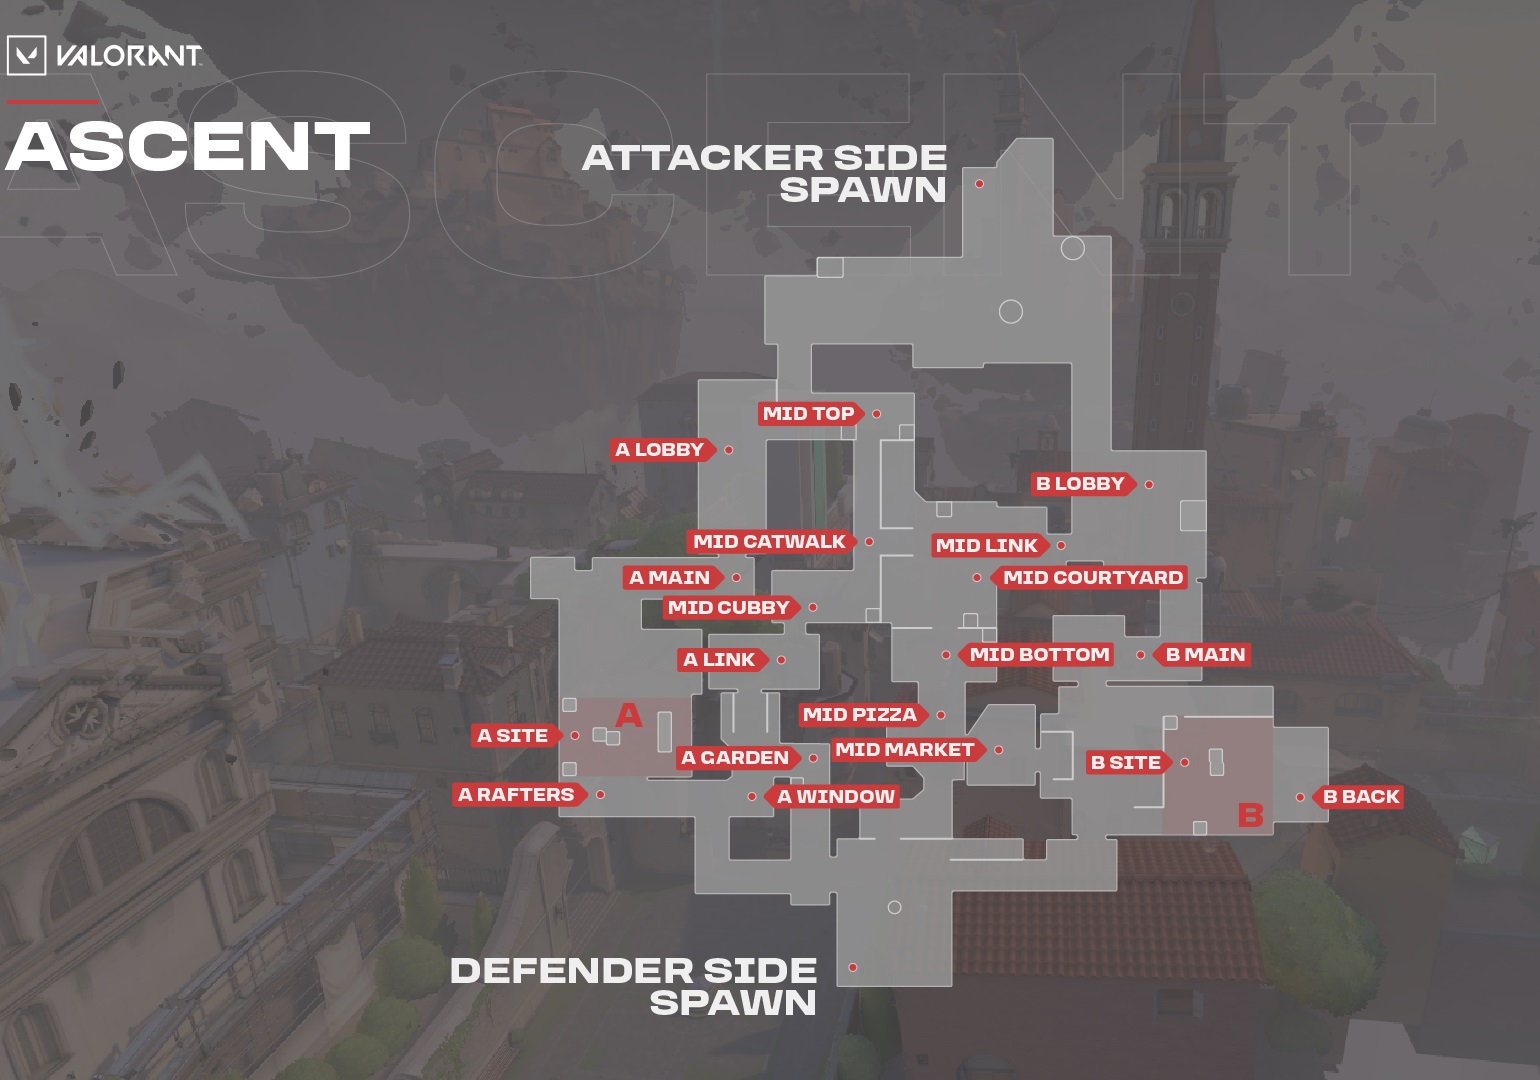 VALORANT
ASCENT
ASCENT
ATTACKER SIDE
SPAWN
MID TOP
A LOBBY
B LOBBY
MID CATWALK
MID LINK
A MAIN
MID COURTYARD
MID CUBBY
A LINK
MID BOTTOM
B MAIN
A
MID PIZZA
A SITE
MID MARKET
A GARDEN
B SITE
A RAFTERS
A WINDOW
B BACK
B
DEFENDER SIDE
SPAWN